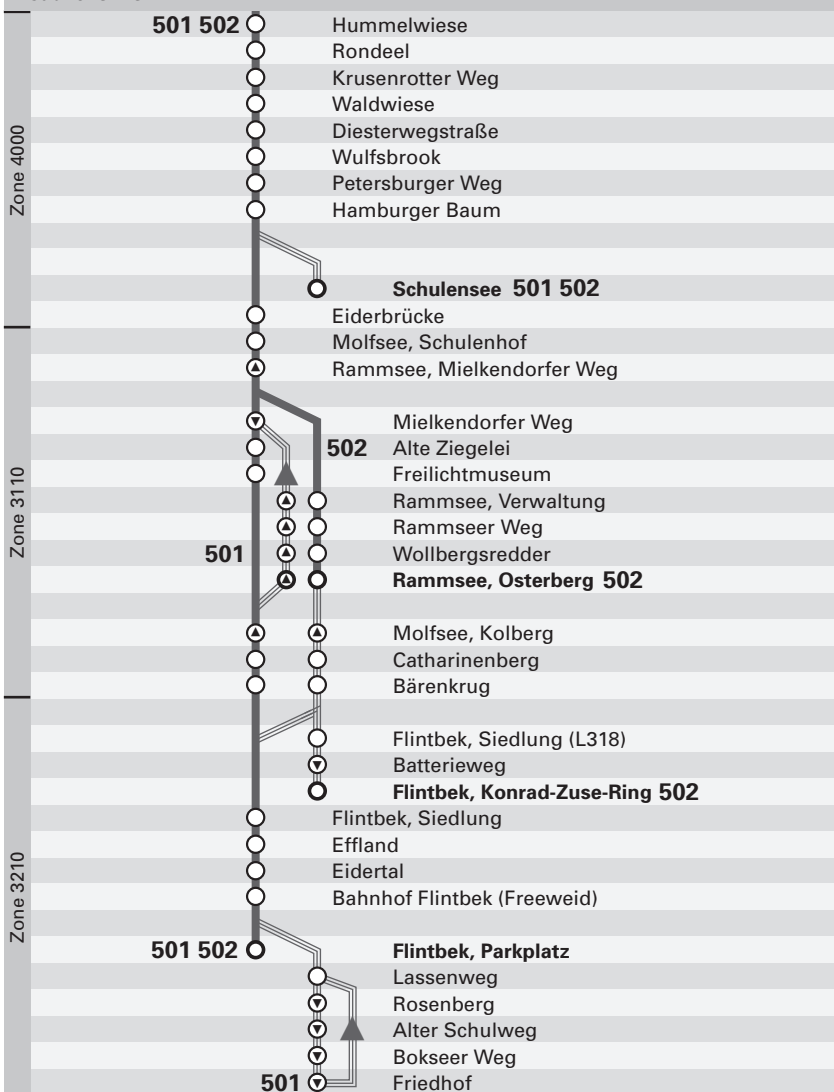 501 502 Hummelwiese
Rondeel
Krusenrotter Weg
Waldwiese
Diesterwegstraße
Wulfsbrook
Petersburger Weg
Hamburger Baum
Zone 4000
Schulensee 501 502
Eiderbrücke
Molfsee, Schulenhof
Rammsee, Mielkendorfer Weg
Mielkendorfer Weg
502 Alte Ziegelei
Freilichtmuseum
Rammsee, Verwaltung
Rammseer Weg
501 Wollbergsredder
Rammsee, Osterberg 502
Zone 3110
Molfsee, Kolberg
Catharinenberg
Bärenkrug
Flintbek, Siedlung (L318)
Batterieweg
Flintbek, Konrad-Zuse-Ring 502
Flintbek, Siedlung
Effland
Eidertal
Bahnhof Flintbek (Freeweid)
Zone 3210
501 502 Flintbek, Parkplatz
Lassenweg
Rosenberg
Alter Schulweg
Bokseer Weg
501 Friedhof